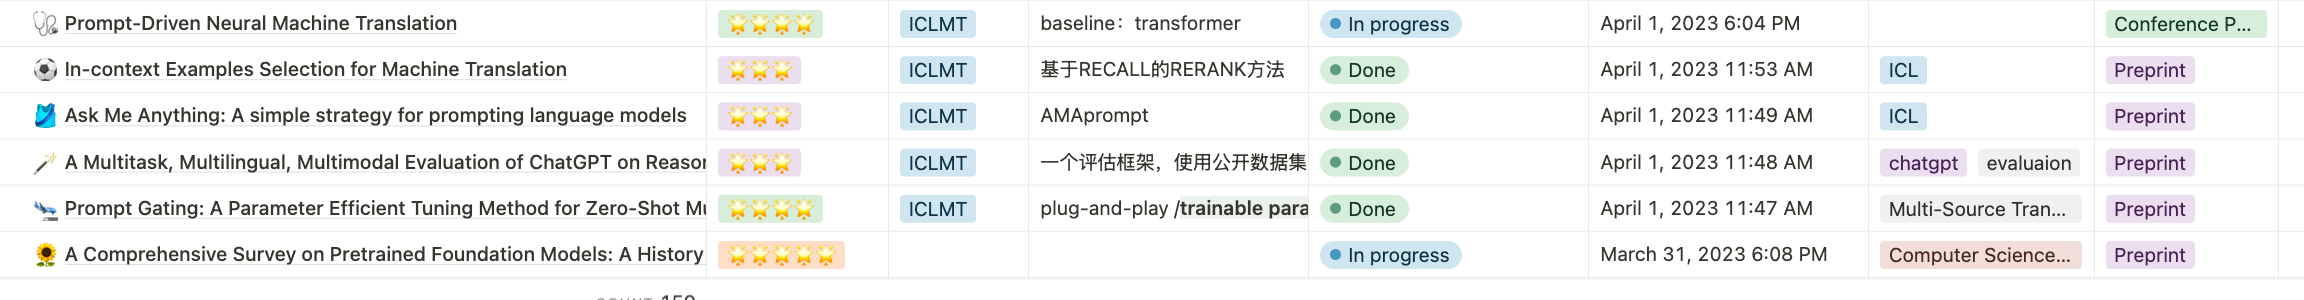 Prompt-Driven Neural Machine Translation ICLMT baseline：transformer In progress April 1, 2023 6:04 PM Conference P...
In-context Examples Selection for Machine Translation ICLMT 基于RECALL的RERANK方法 Done April 1, 2023 11:53 AM ICL Preprint
Ask Me Anything: A simple strategy for prompting language models ICLMT AMAprompt Done April 1, 2023 11:49 AM ICL Preprint
A Multitask, Multilingual, Multimodal Evaluation of ChatGPT on Reason ICLMT 一个评估框架，使用公开数据集 Done April 1, 2023 11:48 AM chatgpt evaluaion Preprint
Prompt Gating: A Parameter Efficient Tuning Method for Zero-Shot Mu ICLMT plug-and-play /trainable para Done April 1, 2023 11:47 AM Multi-Source Tran... Preprint
A Comprehensive Survey on Pretrained Foundation Models: A History In progress March 31, 2023 6:08 PM Computer Science... Preprint